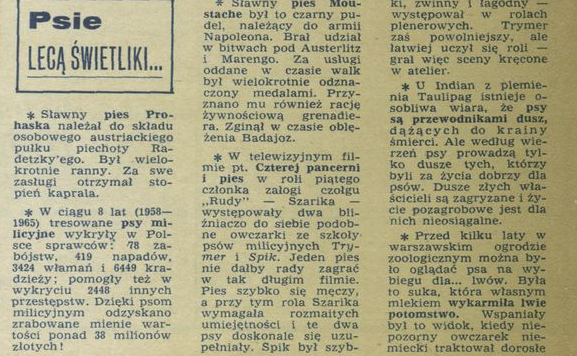 Psie
LECĄ ŚWIETLIKI...
* Sławny pies Pro-
haska należał do składu
osobowego austriackiego
pułku piechoty Ra-
detzky'ego. Był wielo-
krotnie ranny. Za swe
zasługi otrzymał sto-
pień kaprala.
* W ciągu 8 lat (1958—
1965) tresowane psy mi-
licyjne wykryły w Pol-
sce sprawców: 78 za-
bójstw, 419 napadów,
3424 włamań i 6449 kra-
dzieży; pomogły też w
wykryciu 2448 innych
przestępstw. Dzięki psom
milicyjnym odzyskano
zrabowane mienie war-
tości ponad 38 milionów
złotych!
* Sławny pies Mou-
stache był to czarny pu-
del, należący do armii
Napoleona. Brał udział
w bitwach pod Austerlitz
i Marengo. Za usługi
oddane w czasie walk
był wielokrotnie odzna-
czony medalami. Przy-
znano mu również rację
żywnościową grenadie-
ra. Zginął w czasie oblę-
żenia Badajoz.
* W telewizyjnym fil-
mie pt. Czterej pancerni
i pies w roli piątego
członka załogi czołgu
„Rudy” — Szarika —
występowały dwa bli-
źniaczo do siebie podob-
ne owczarki ze szkoły
psów milicyjnych Try-
mer i Spik. Jeden pies
nie dałby rady zagrać
w tak długim filmie.
Pies szybko się męczy,
a przy tym rola Szarika
wymagała rozmaitych
umiejętności i te dwa
psy doskonale się uzu-
pełniały. Spik był szyb-
ki, zwinny i łagodny —
występował w rolach
plenerowych. Trymer
zaś powolniejszy, ale
łatwiej uczył się roli —
grał więc sceny kręcone
w atelier.
* U Indian z plemie-
nia Taulipag istnieje o-
sobliwa wiara, że psy
są przewodnikami dusz,
dążących do krainy
śmierci. Ale według wie-
rzeń psy prowadzą tyl-
ko dusze tych, którzy
byli za życia dobrzy dla
psów. Dusze złych wła-
ścicieli są zagryzane i ży-
cie pozagrobowe jest dla
nich nieosiągalne.
* Przed kilku laty w
warszawskim ogrodzie
zoologicznym można by-
ło oglądać psa na wy-
biegu dla... lwów. Była
to suka, która własnym
mlekiem wykarmiła lwie
potomstwo. Wspaniały
był to widok, kiedy nie-
pozorny owczarek nie-
miecki traktował dorosłe